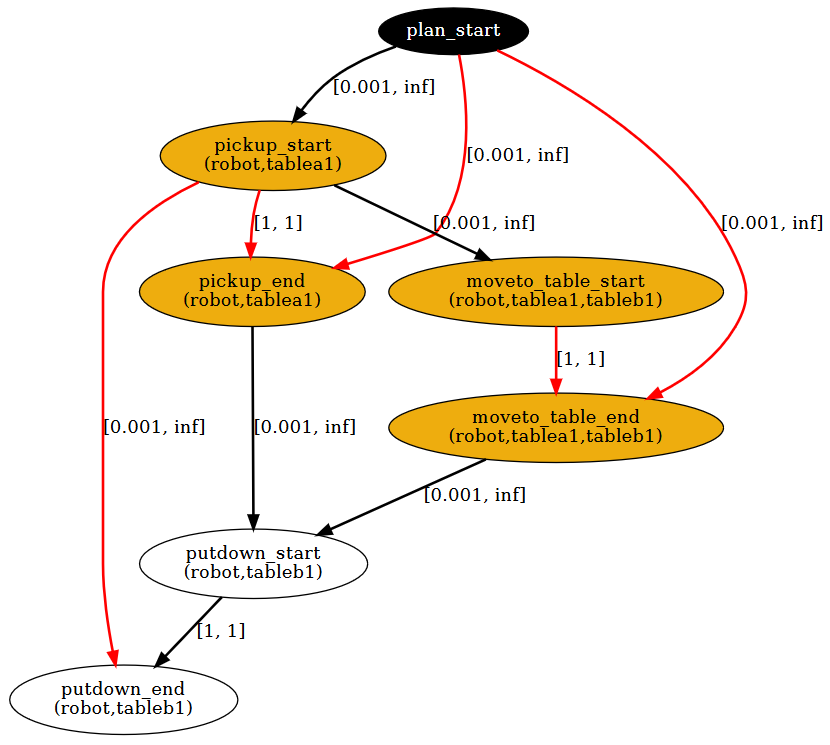 plan_start
[0.001, inf]
pickup_start
(robot,tablea1)
[0.001, inf]
[1, 1]
[0.001, inf]
[0.001, inf]
pickup_end
(robot,tablea1)
moveto_table_start
(robot,tablea1,tableb1)
[1, 1]
[0.001, inf]
[0.001, inf]
moveto_table_end
(robot,tablea1,tableb1)
[0.001, inf]
putdown_start
(robot,tableb1)
[1, 1]
putdown_end
(robot,tableb1)